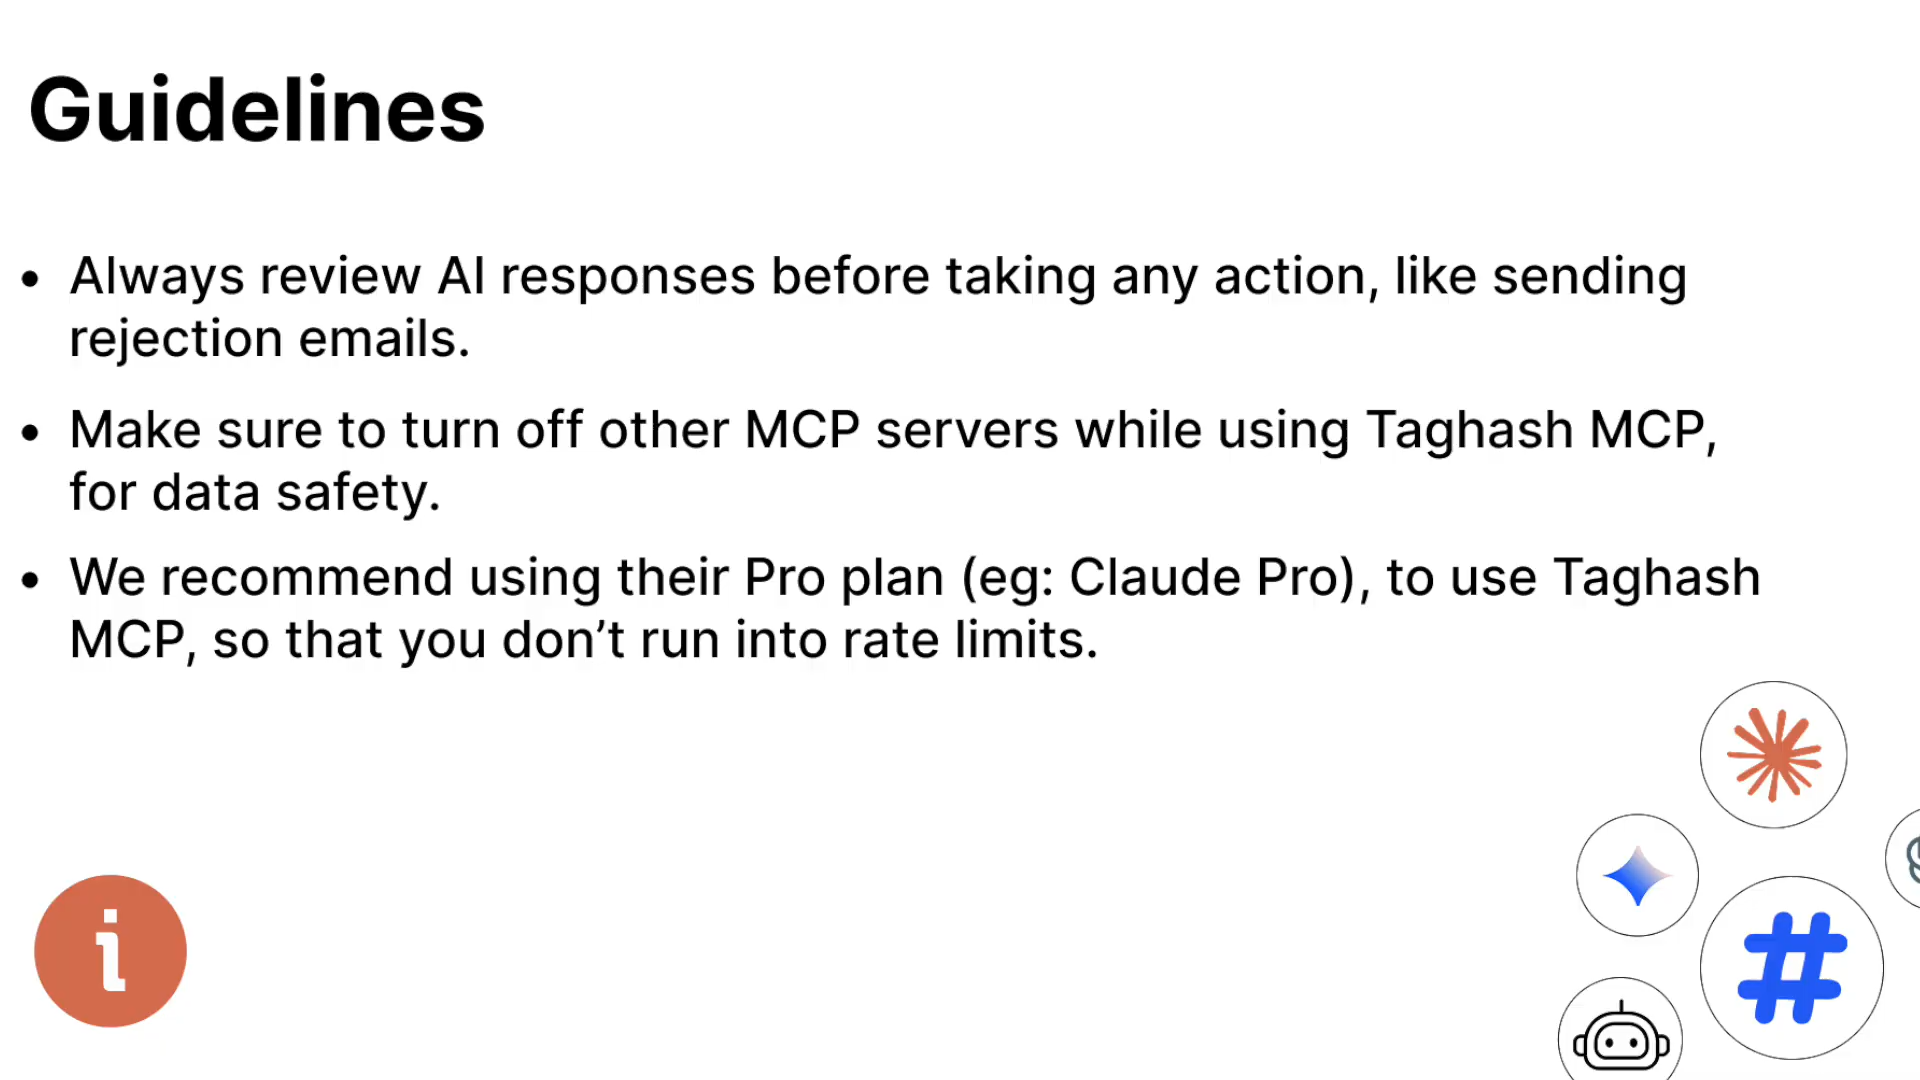 Guidelines
• Always review AI responses before taking any action, like sending
rejection emails.
• Make sure to turn off other MCP servers while using Taghash MCP,
for data safety.
• We recommend using their Pro plan (eg: Claude Pro), to use Taghash
MCP, so that you don’t run into rate limits.
i
#